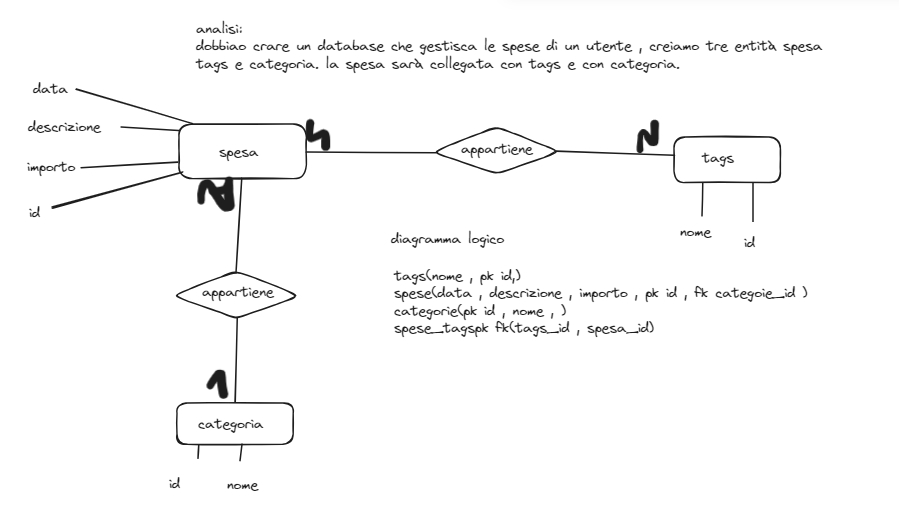 analisi:
dobbiao crare un database che gestisca le spese di un utente , creiamo tre entità spesa
tags e categoria. la spesa sarà collegata con tags e con categoria.
data
descrizione
importo
id
spesa
appartiene
N
tags
nome
id
appartiene
1
categoria
id
nome
diagramma logico
tags(nome , pk id,)
spese(data , descrizione , importo , pk id , fk categoie_id )
categorie(pk id , nome , )
spese_tagspk fk(tags_id , spesa_id)